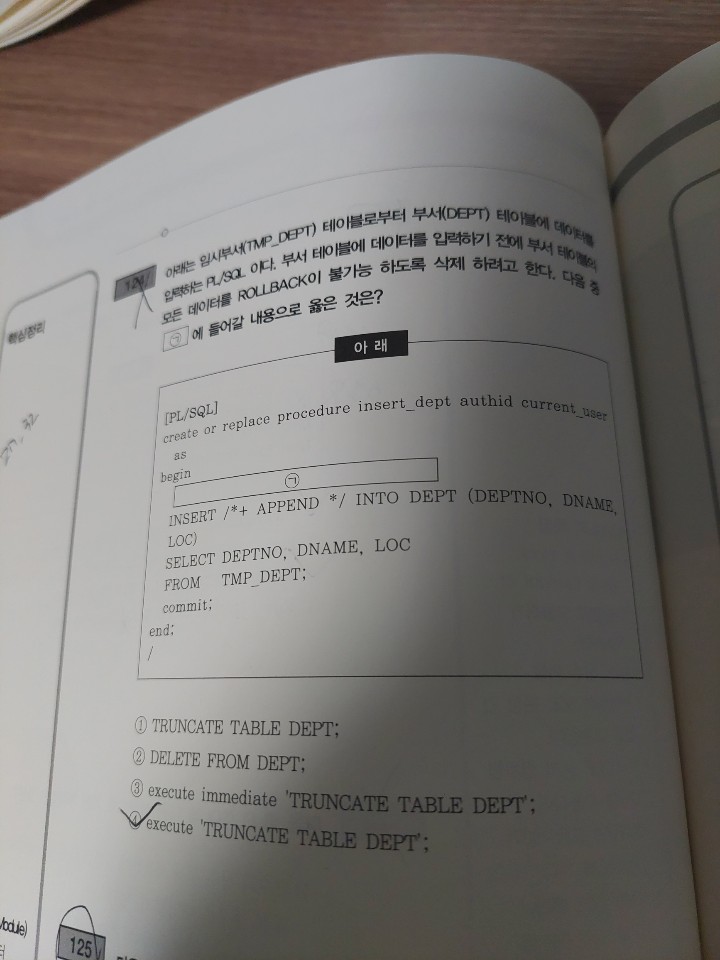 아래는 임시부서(TMP_DEPT) 테이블로부터 부서(DEPT) 테이블에 데이터를
입력하는 PL/SQL 이다. 부서 테이블에 데이터를 입력하기 전에 부서 테이블의
모든 데이터를 ROLLBACK이 불가능 하도록 삭제 하려고 한다. 다음 중
㉠ 에 들어갈 내용으로 옳은 것은?
핵심정리
아 래
[PL/SQL]
create or replace procedure insert_dept authid current_user
as
begin
㉠
INSERT /*+ APPEND */ INTO DEPT (DEPTNO, DNAME,
LOC)
SELECT DEPTNO, DNAME, LOC
FROM TMP_DEPT;
commit;
end;
/
① TRUNCATE TABLE DEPT;
② DELETE FROM DEPT;
③ execute immediate 'TRUNCATE TABLE DEPT';
④ execute 'TRUNCATE TABLE DEPT';
125